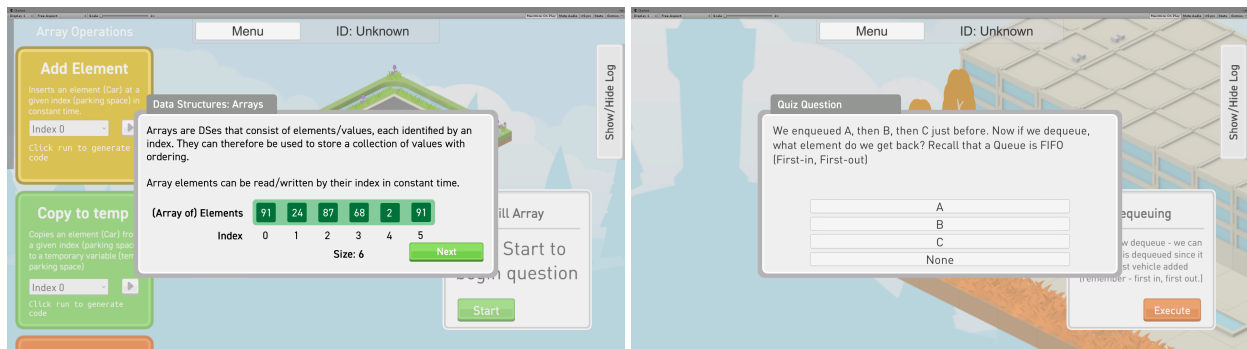 Array Operations
Menu
ID: Unknown
Show/Hide Log
Add Element
Inserts an element (Car) at a
given index (parking space) in
constant time.
Index 0
Click run to generate
code
Copy to temp
Copies an element (Car) fro
a given index (parking spac
to a temporary variable (tem
parking space)
Index 0
Click run to generate
code
Data Structures: Arrays
Arrays are DSes that consist of elements/values, each identified by an
index. They can therefore be used to store a collection of values with
ordering.
Array elements can be read/written by their index in constant time.
(Array of) Elements 91 24 87 68 2 91
Index 0 1 2 3 4 5
Size: 6
Next
ill Array
Start to
begin question
Start
Menu
ID: Unknown
Show/Hide Log
Quiz Question
We enqueued A, then B, then C just before. Now if we dequeue,
what element do we get back? Recall that a Queue is FIFO
(First-in, First-out)
A
B
C
None
equeuing
w dequeue - we can
is dequeued since it
st vehicle added
(remember - first in, first out.)
Execute